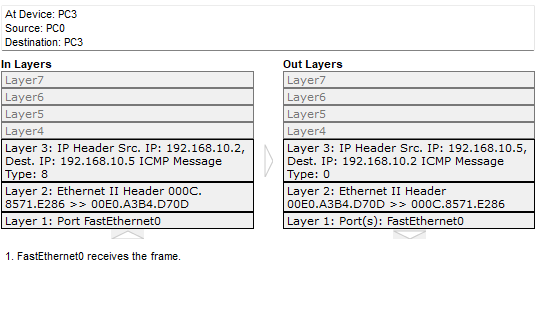 At Device: PC3
Source: PC0
Destination: PC3
In Layers
Layer7
Layer6
Layer5
Layer4
Layer 3: IP Header Src. IP: 192.168.10.2,
Dest. IP: 192.168.10.5 ICMP Message
Type: 8
Layer 2: Ethernet II Header 000C.
8571.E286 >> 00E0.A3B4.D70D
Layer 1: Port FastEthernet0
Out Layers
Layer7
Layer6
Layer5
Layer4
Layer 3: IP Header Src. IP: 192.168.10.5,
Dest. IP: 192.168.10.2 ICMP Message
Type: 0
Layer 2: Ethernet II Header
00E0.A3B4.D70D >> 000C.8571.E286
Layer 1: Port(s): FastEthernet0
1. FastEthernet0 receives the frame.